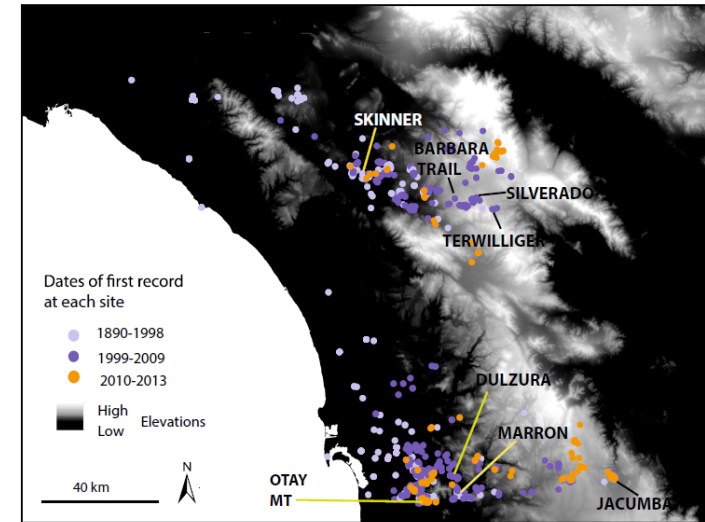 SKINNER
BARBARA
TRAIL
SILVERADO
TERWILLIGER
Dates of first record
at each site
1890-1998
1999-2009
2010-2013
High
Low
Elevations
DULZURA
MARRON
N
40 km
OTAY
MT
JACUMBA